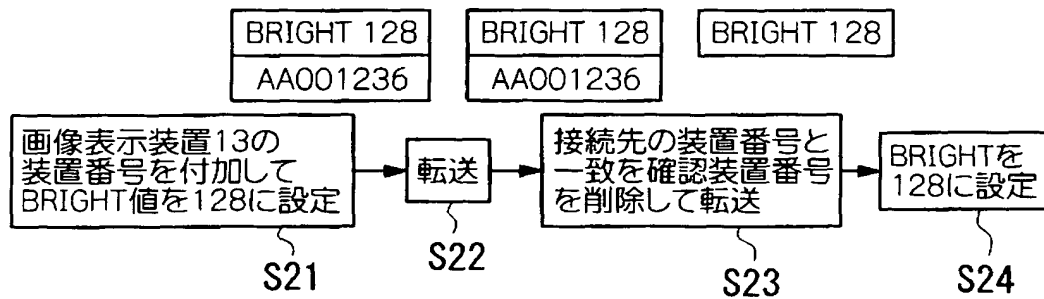 BRIGHT 128
AA001236
BRIGHT 128
AA001236
BRIGHT 128
画像表示装置13の
装置番号を付加して
BRIGHT値を128に設定
転送
接続先の装置番号と
一致を確認装置番号
を削除して転送
BRIGHTを
128に設定
S21
S22
S23
S24